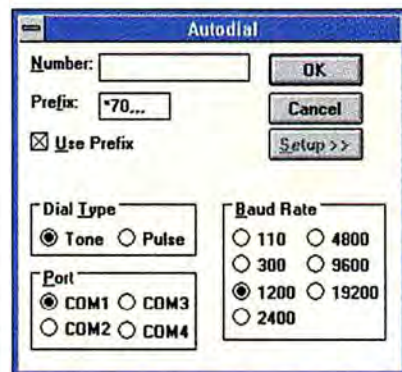 Autodial
Number:
OK
Prefix: *70,,,
Cancel
Use Prefix
Setup >>
Dial Type
Tone Pulse
Port
COM1 COM3
COM2 COM4
Baud Rate
110 4800
300 9600
1200 19200
2400